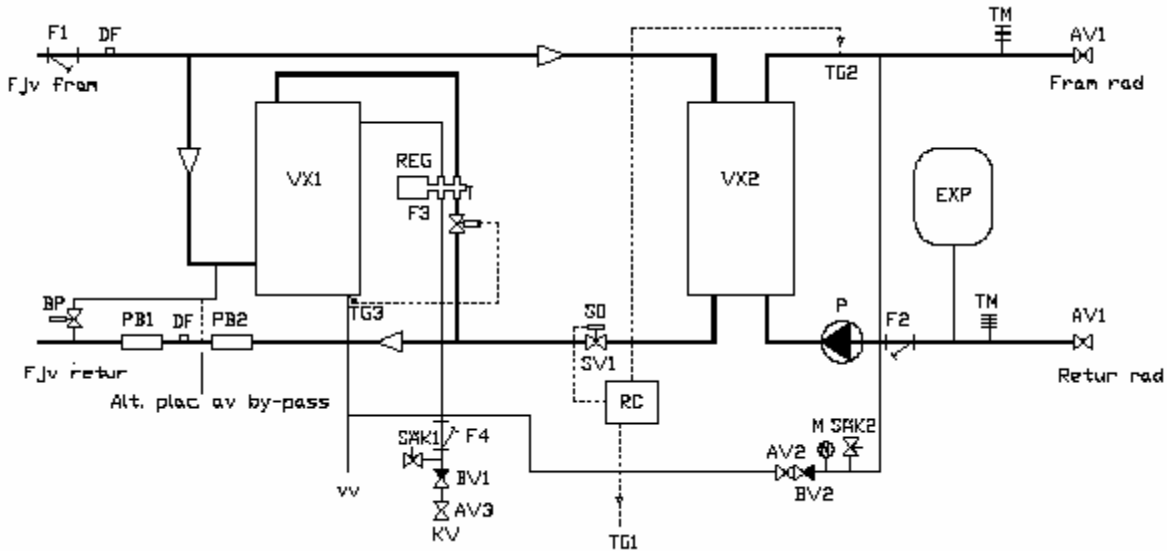 F1 DF TM AV1
Fjv fram TG2 Fram rad
VX1 REG VX2 EXP
F3
BP PB1 DF PB2 TG3 SD P F2 TM AV1
SV1
Fjv retur Retur rad
Alt. plac av by-pass RC
SÄK1 F4 M SÄK2
AV2
VV BV1 BV2
AV3
KV TG1